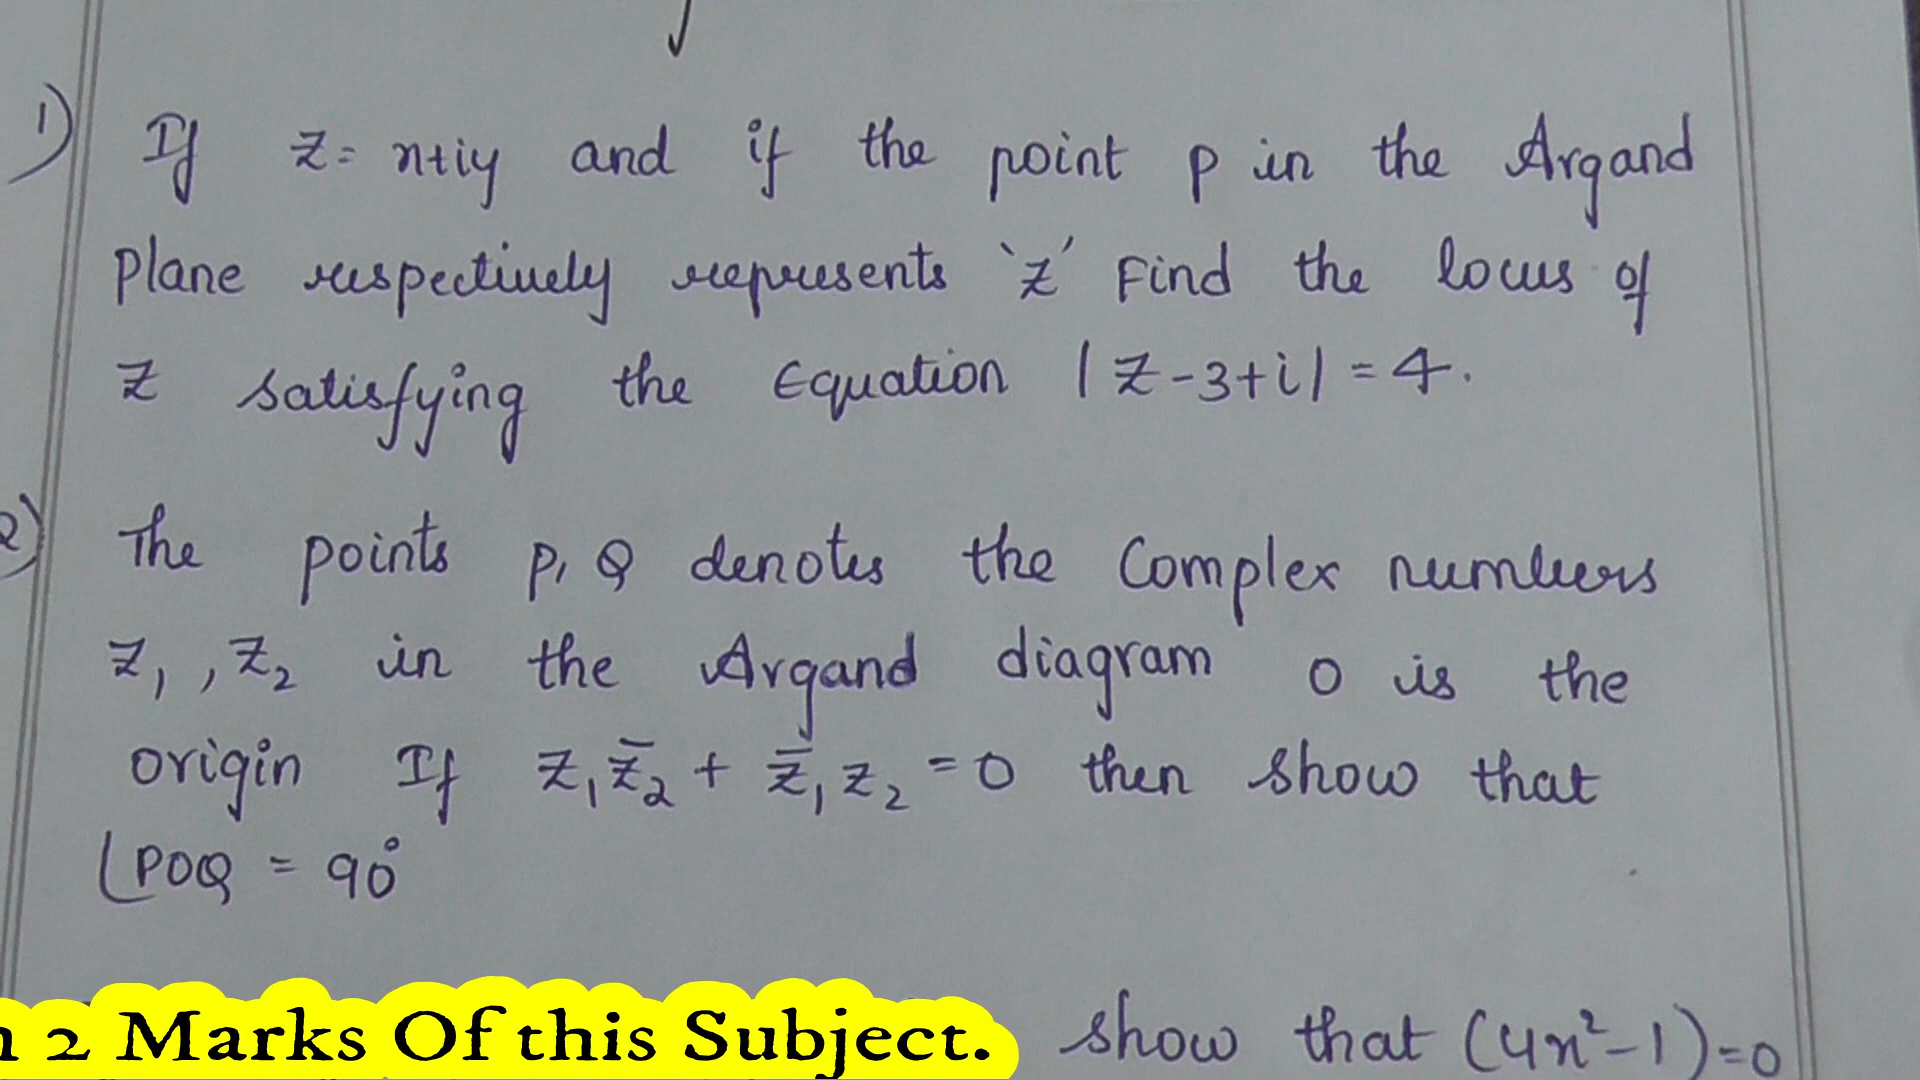 1) If z = x+iy and if the point p in the Argand
plane respectively represents 'z' Find the locus of
z satisfying the Equation |z-3+i| = 4.
2) The points p, Q denotes the Complex numbers
z₁, z₂ in the Argand diagram o is the
origin If z₁z̄₂ + z̄₁z₂ = 0 then show that
∠POQ = 90°
2 Marks Of this Subject. show that (4x²-1)=0